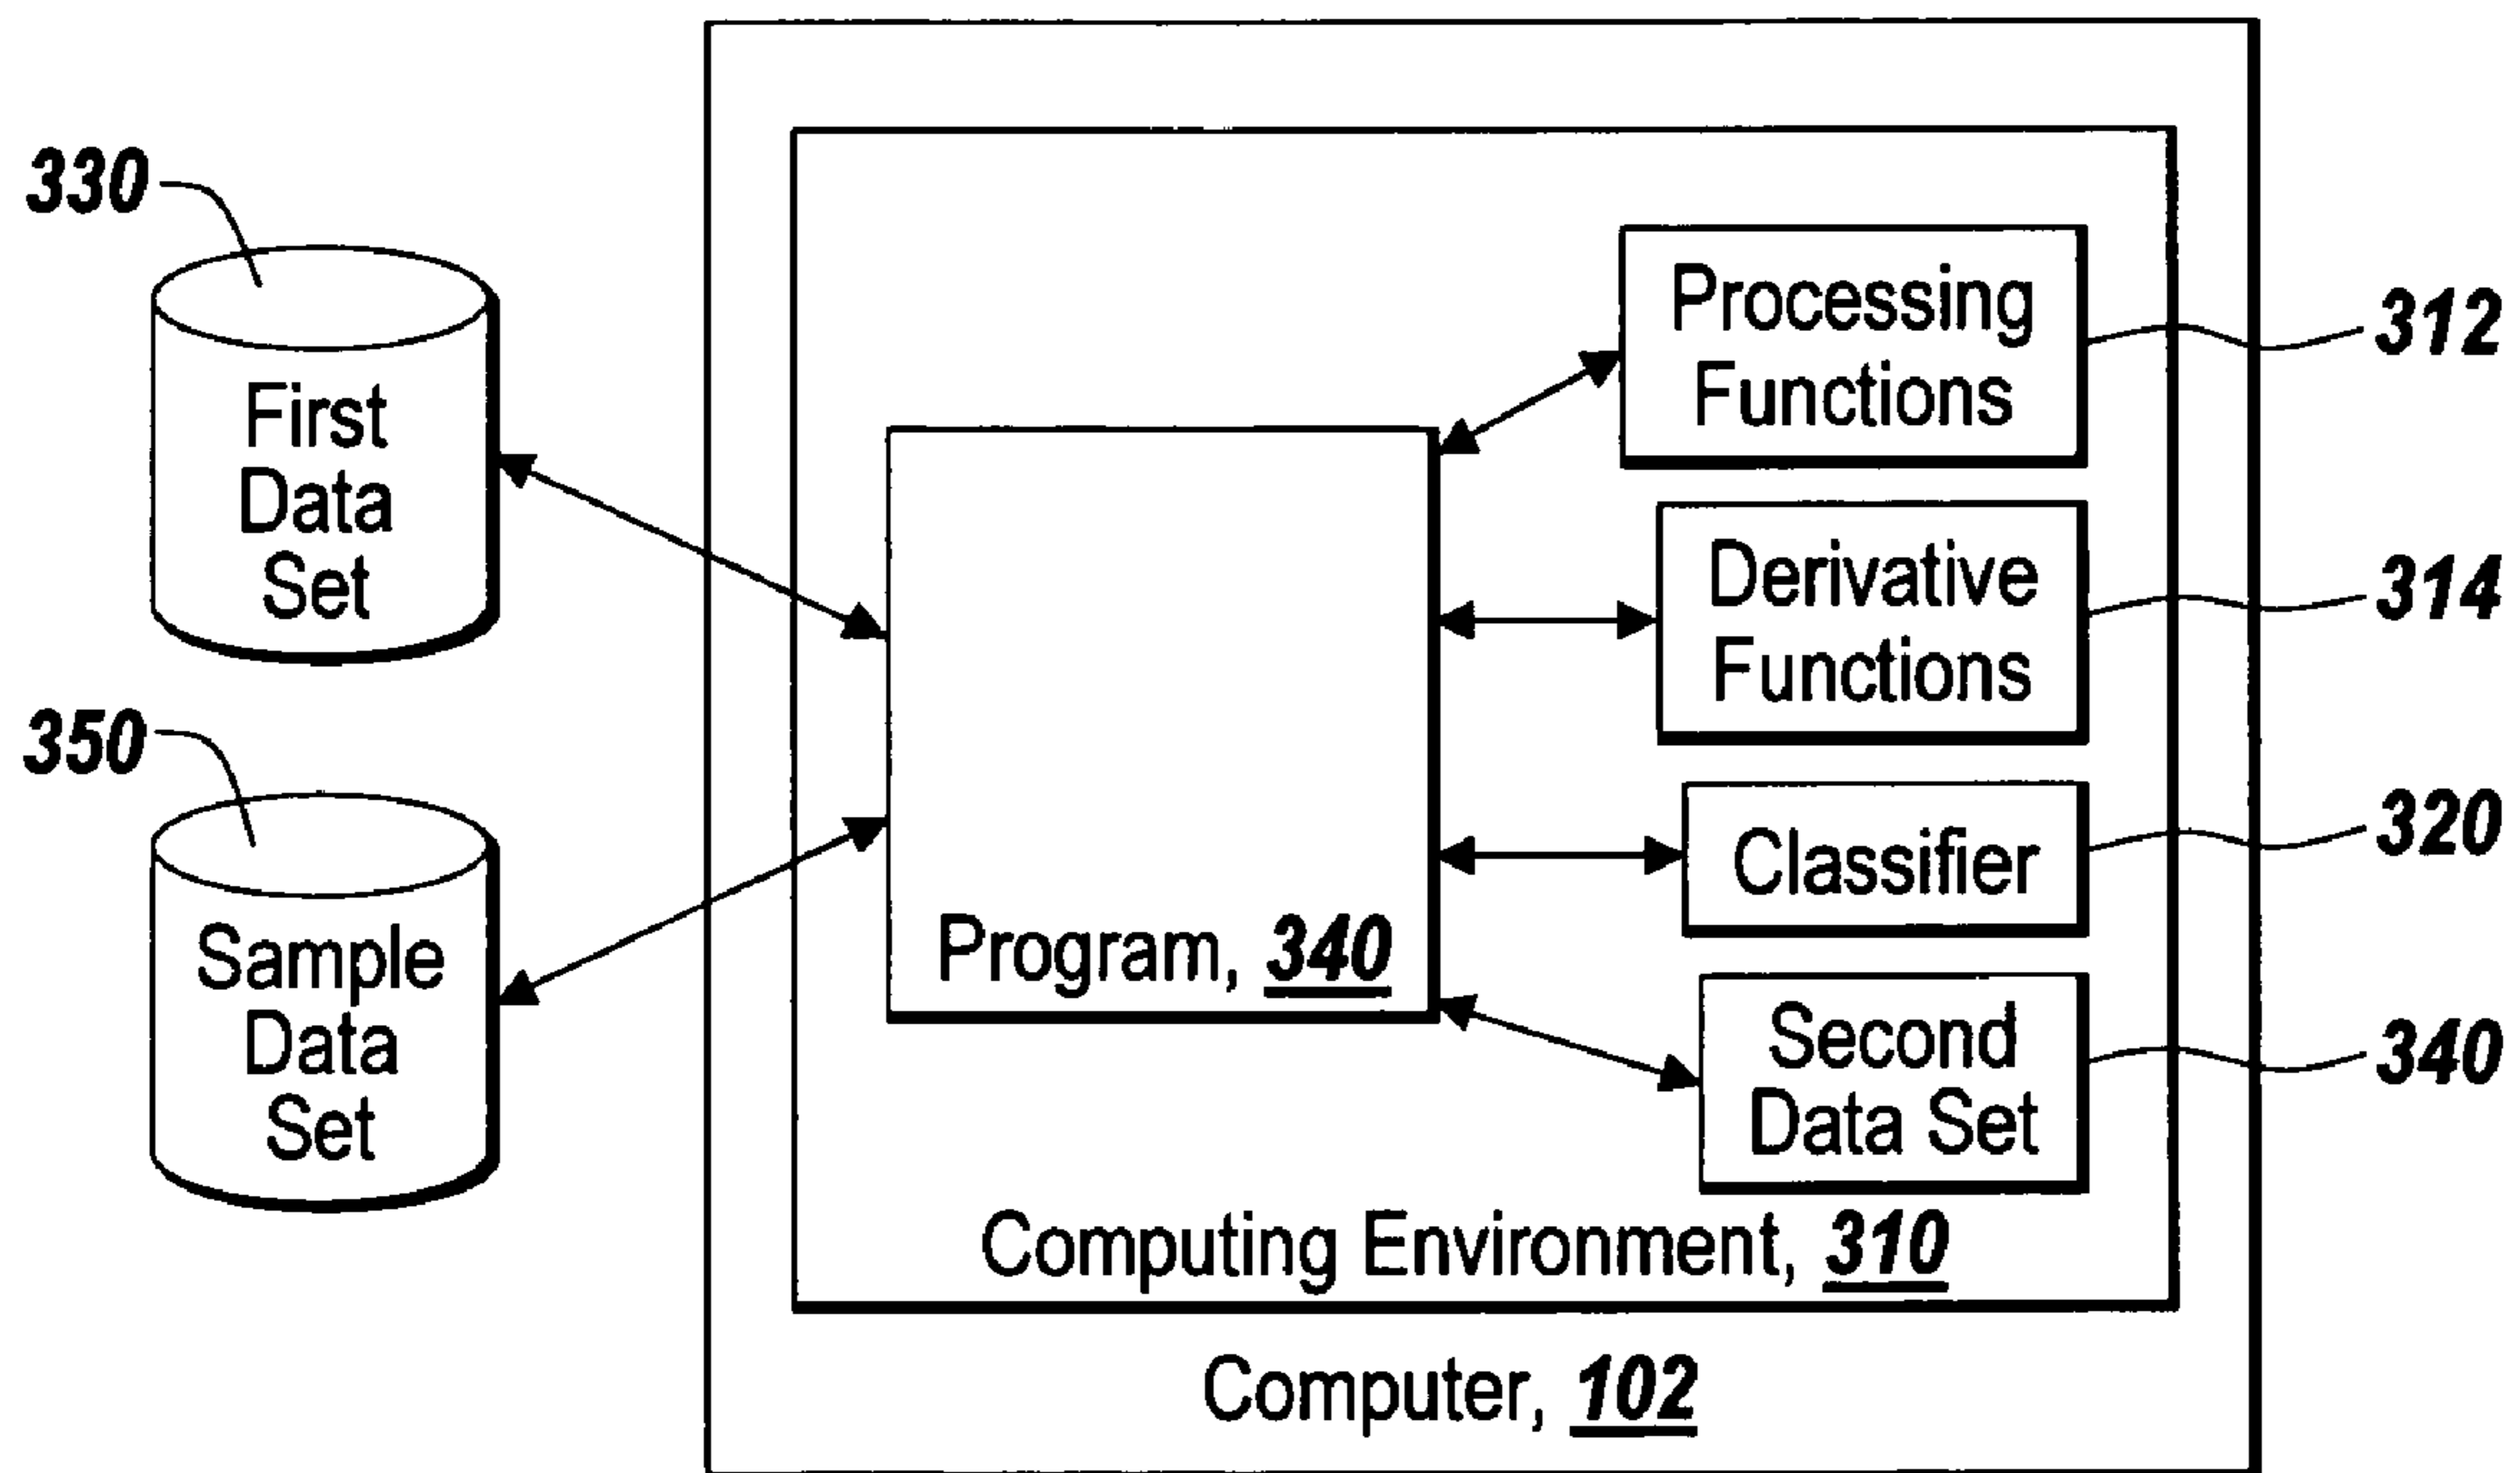 330
First
Data
Set
350
Sample
Data
Set
Processing
Functions
312
Derivative
Functions
314
Classifier
320
Program, 340
Second
Data Set
340
Computing Environment, 310
Computer, 102